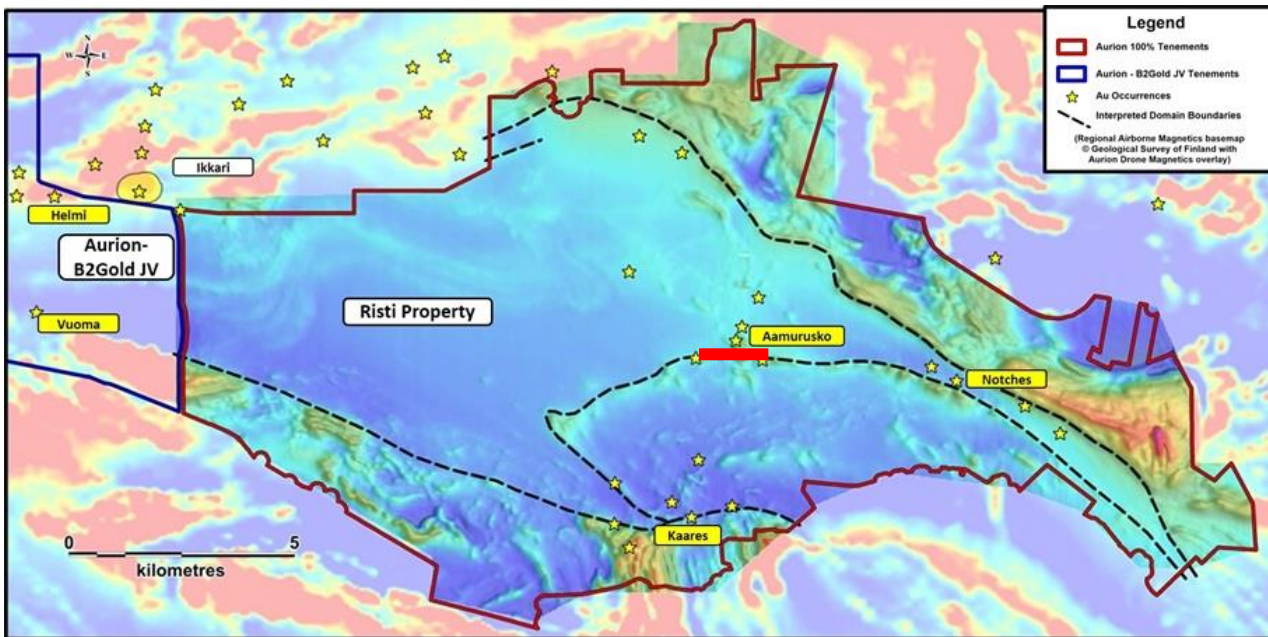 Legend
Aurion 100% Tenements
Aurion - B2Gold JV Tenements
Au Occurrences
Interpreted Domain Boundaries
(Regional Airborne Magnetics basemap
© Geological Survey of Finland with
Aurion Drone Magnetics overlay)
N
W E
S
Ikkari
Helmi
Aurion-
B2Gold JV
Risti Property
Vuoma
Aamurusko
Notches
Kaares
0 5
kilometres